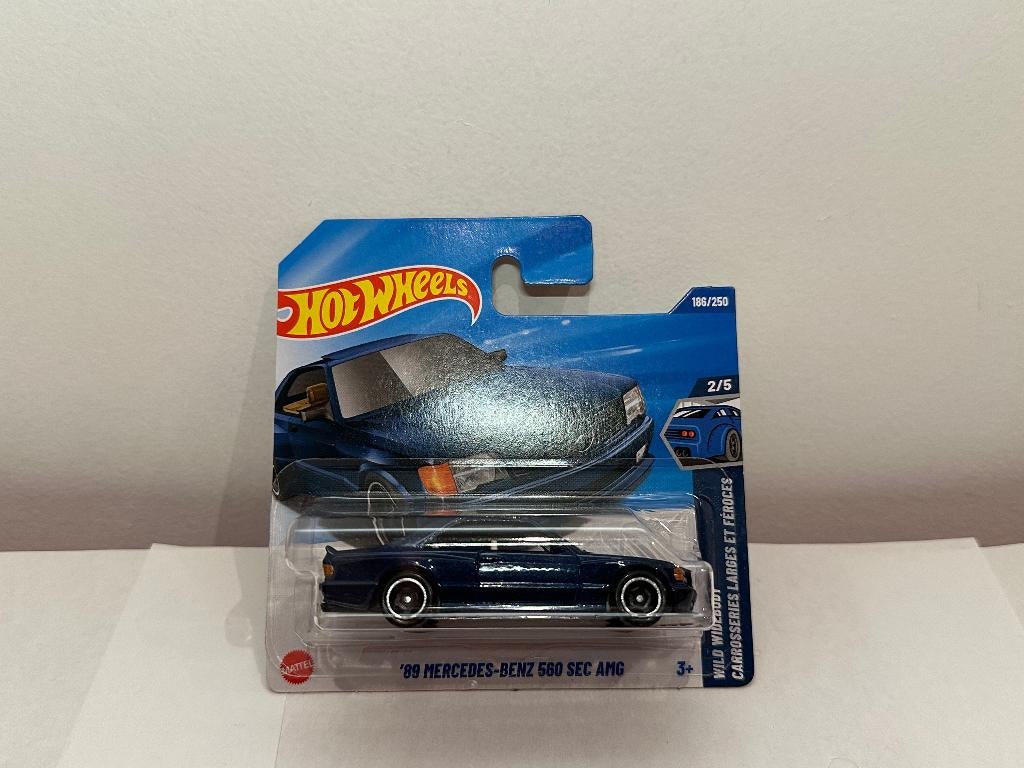 HOT WHEELS
186/250
2/5
WILD WIDEBODY
CARROSSERIES LARGES ET FÉROCES
MATTEL
'89 MERCEDES-BENZ 560 SEC AMG
3+